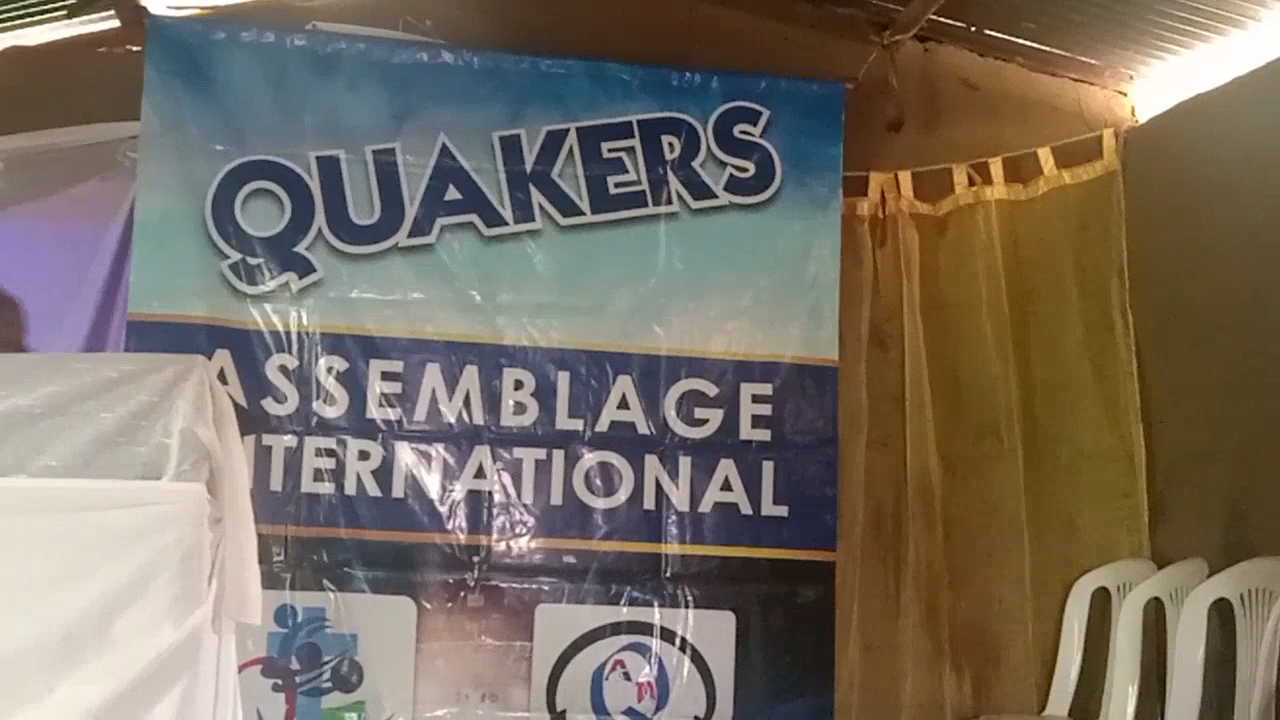 QUAKERS
ASSEMBLAGE
INTERNATIONAL
Q
A
M